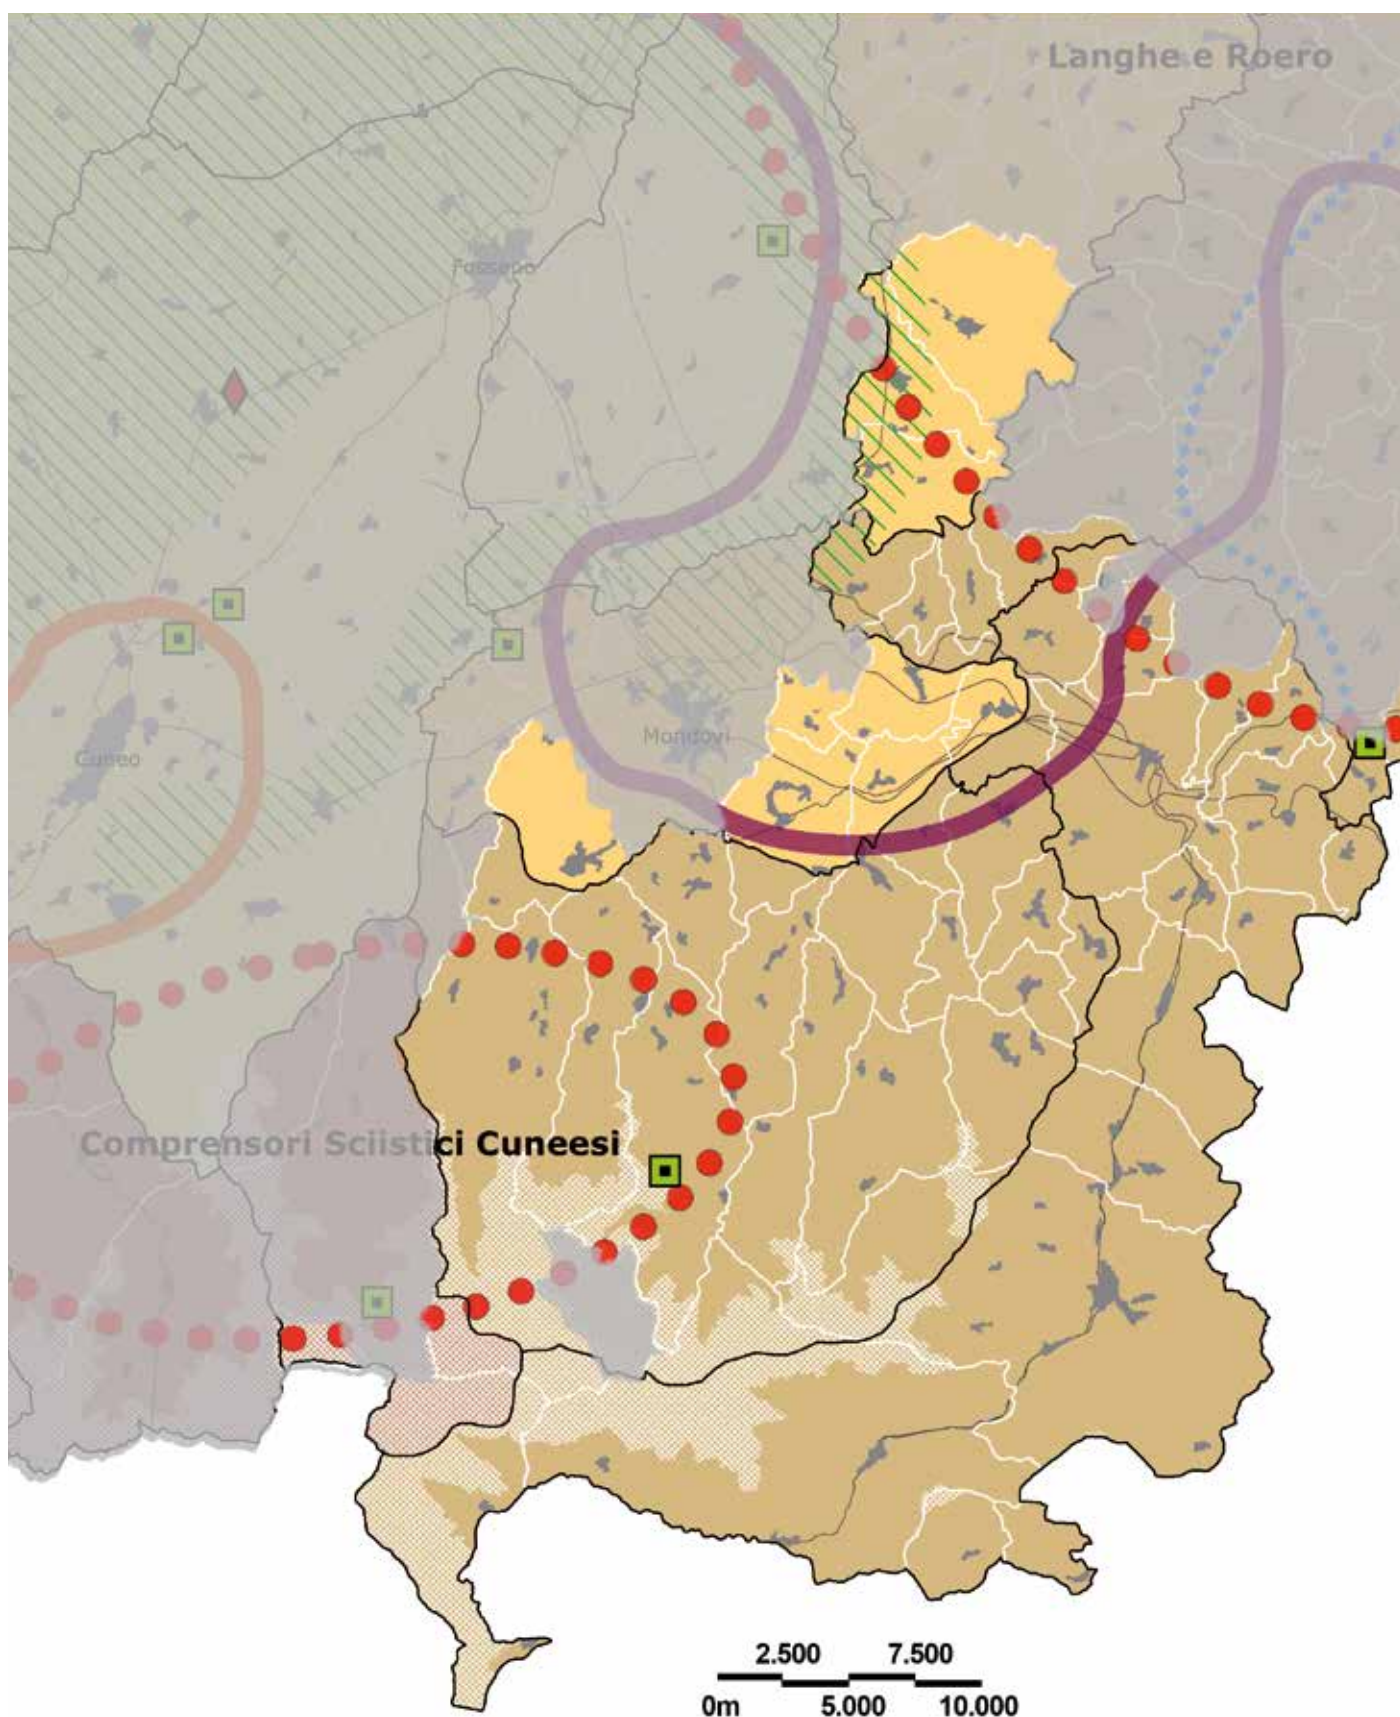 Langhe e Roero
Fossano
Mondovì
Cuneo
Comprensori Sciistici Cuneesi
2.500 7.500
0m 5.000 10.000